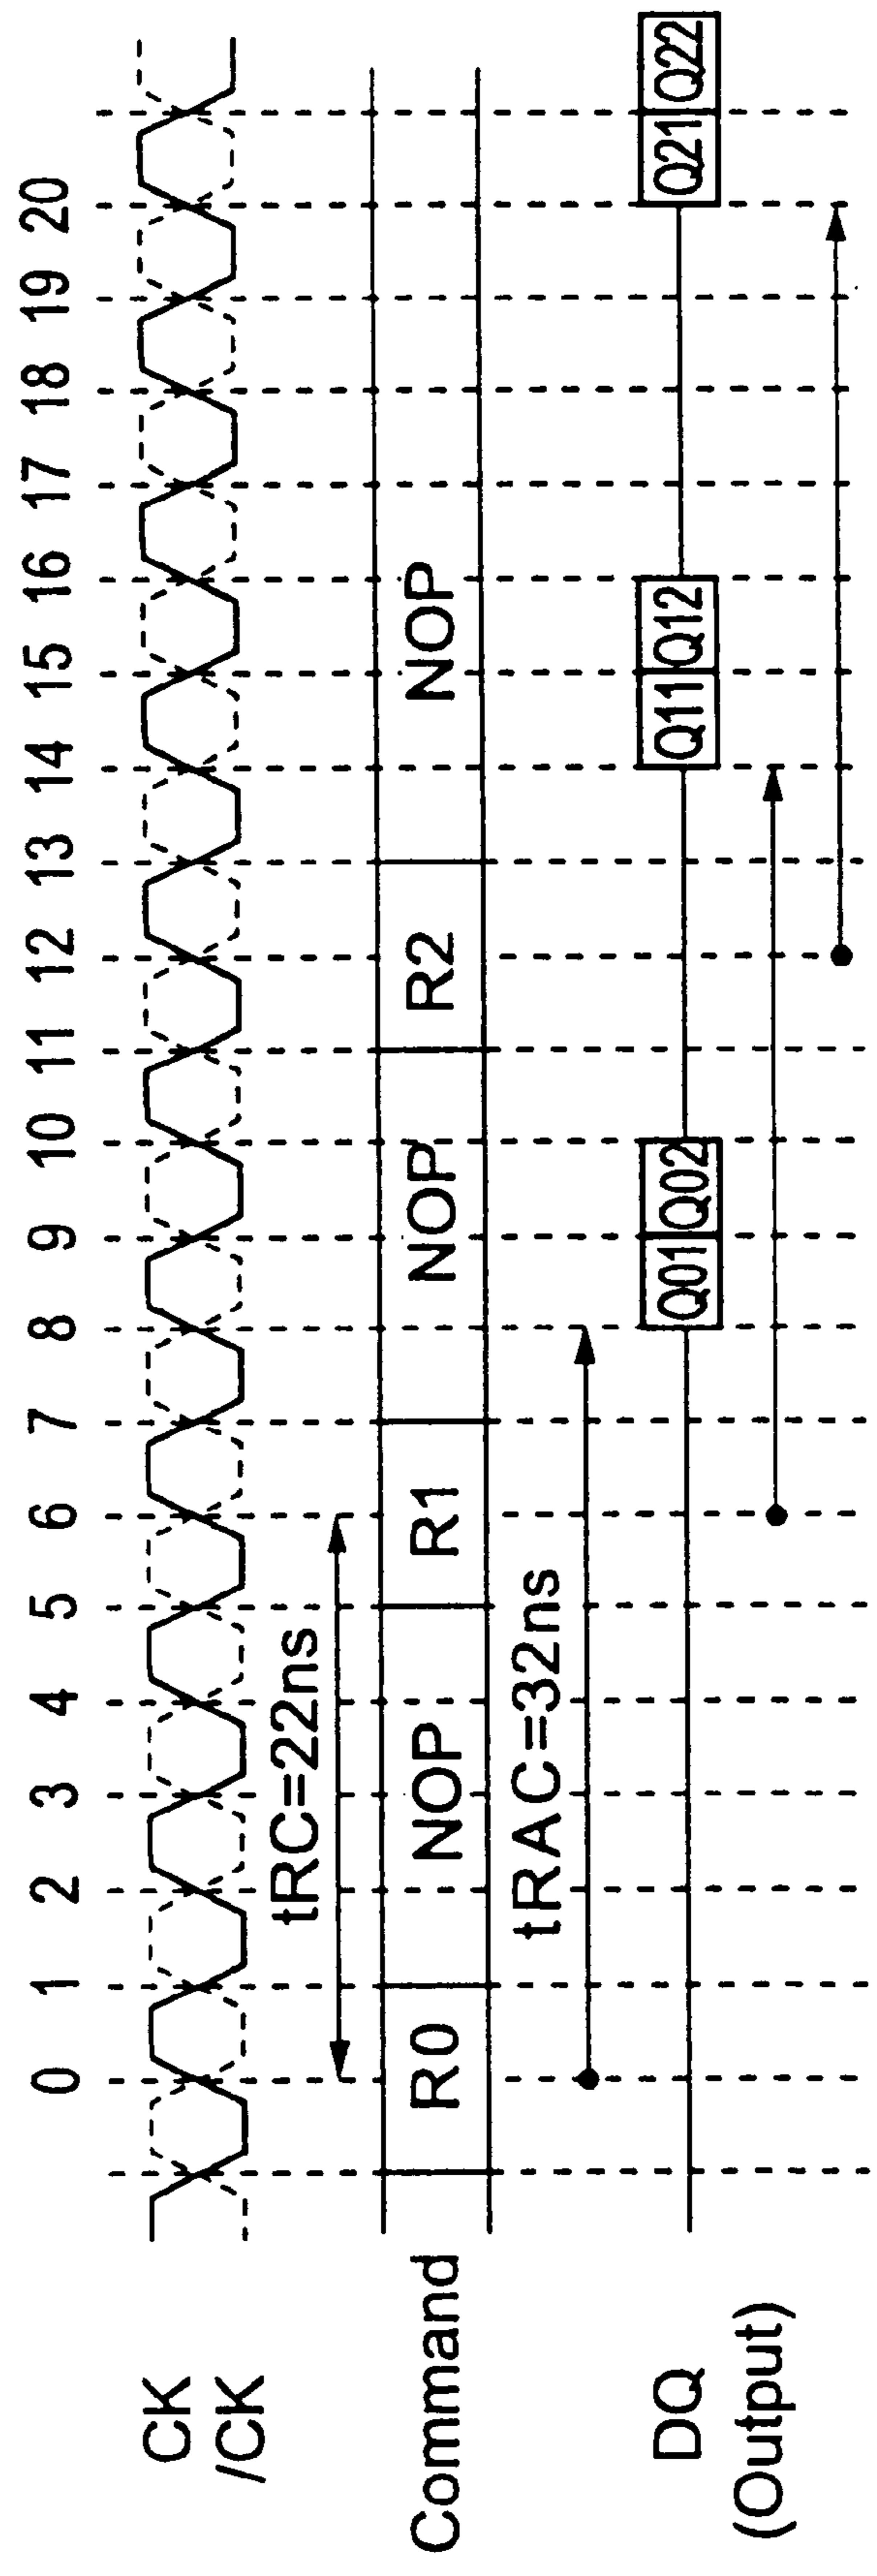 0 1 2 3 4 5 6 7 8 9 10 11 12 13 14 15 16 17 18 19 20
CK
/CK
tRC=22ns
Command R0 NOP R1 NOP R2 NOP
tRAC=32ns
DQ Q01 Q02 Q11 Q12 Q21 Q22
(Output)